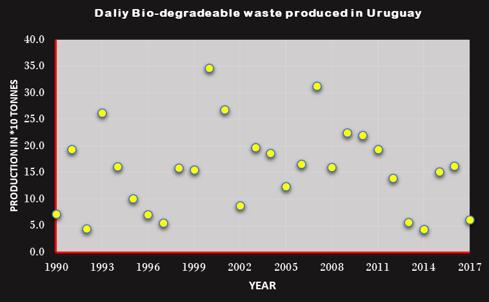 Daliy Bio-degradeable waste produced in Uruguay
40.0
35.0
30.0
25.0
20.0
15.0
10.0
5.0
0.0
PRODUCTION IN *10 TONNES
1990 1993 1996 1999 2002 2005 2008 2011 2014 2017
YEAR